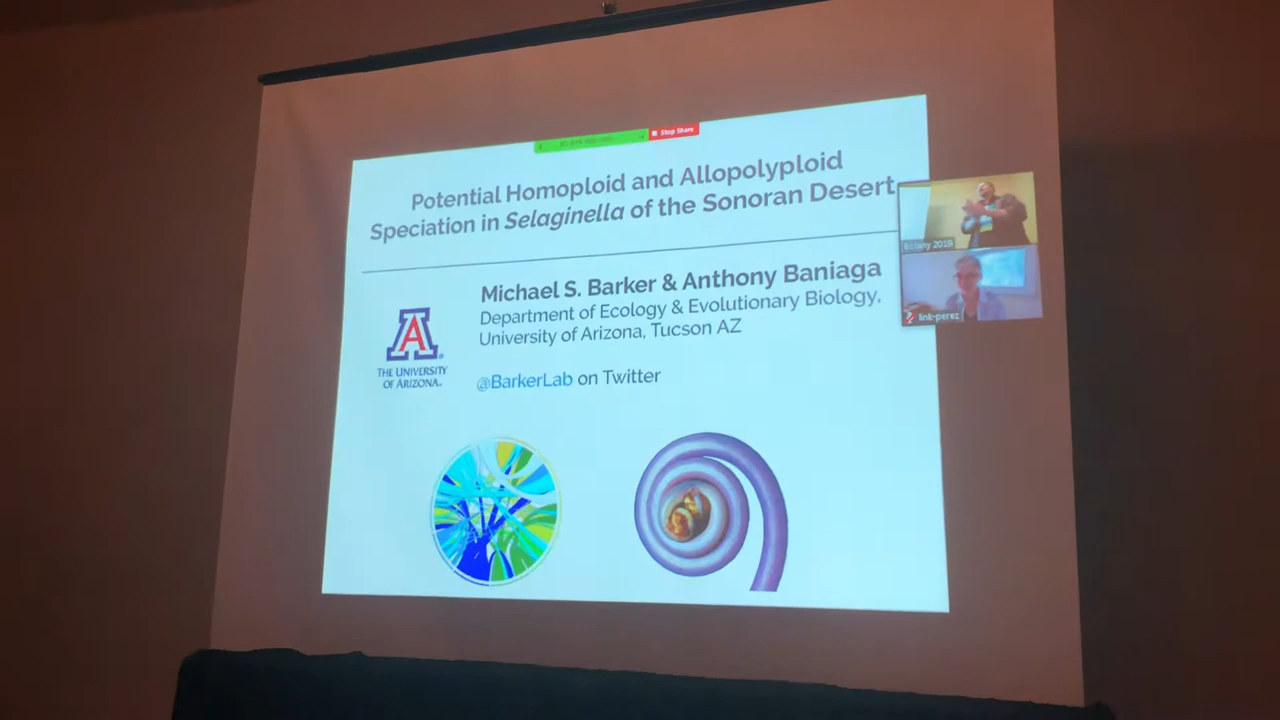 Stop Share
Potential Homoploid and Allopolyploid
Speciation in Selaginella of the Sonoran Desert
Michael S. Barker & Anthony Baniaga
Department of Ecology & Evolutionary Biology,
University of Arizona, Tucson AZ
@BarkerLab on Twitter
A
THE UNIVERSITY
OF ARIZONA.
Botany 2019
link-perez